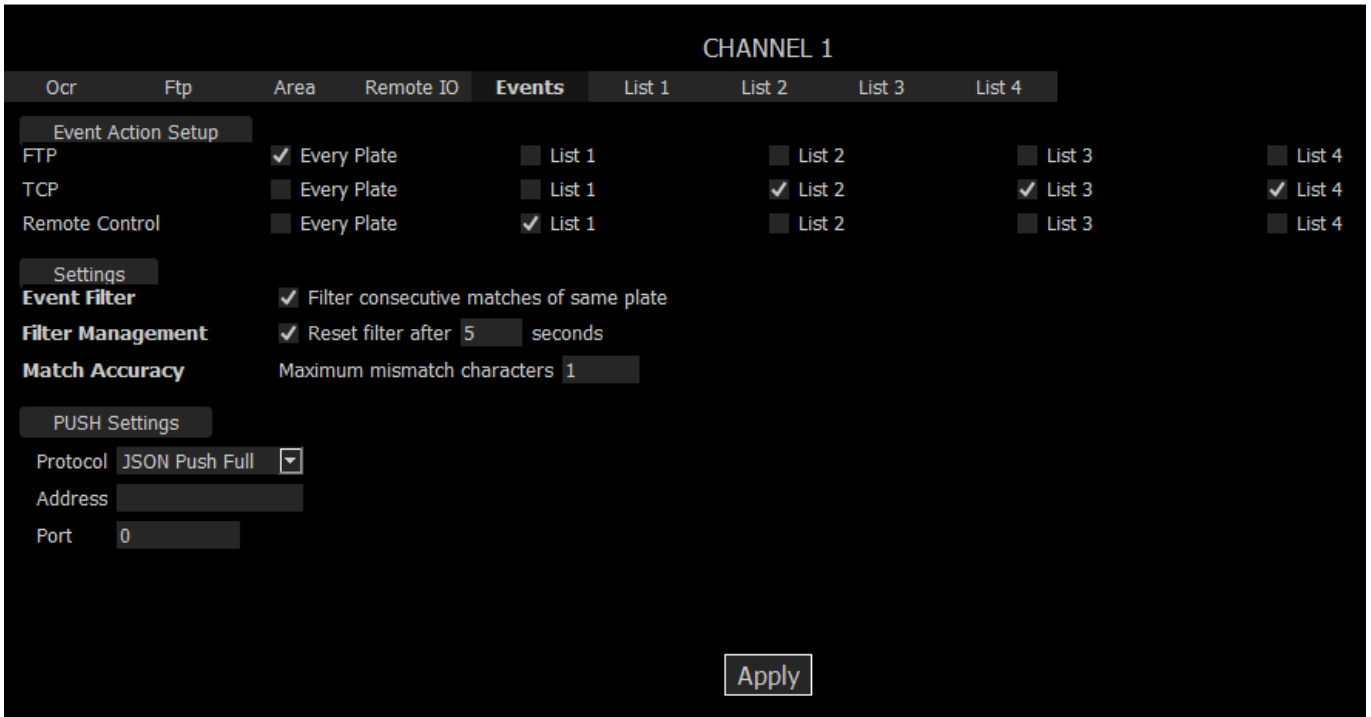 CHANNEL 1
Ocr Ftp Area Remote IO Events List 1 List 2 List 3 List 4
Event Action Setup
FTP Every Plate List 1 List 2 List 3 List 4
TCP Every Plate List 1 List 2 List 3 List 4
Remote Control Every Plate List 1 List 2 List 3 List 4
Settings
Event Filter Filter consecutive matches of same plate
Filter Management Reset filter after 5 seconds
Match Accuracy Maximum mismatch characters 1
PUSH Settings
Protocol JSON Push Full
Address
Port 0
Apply